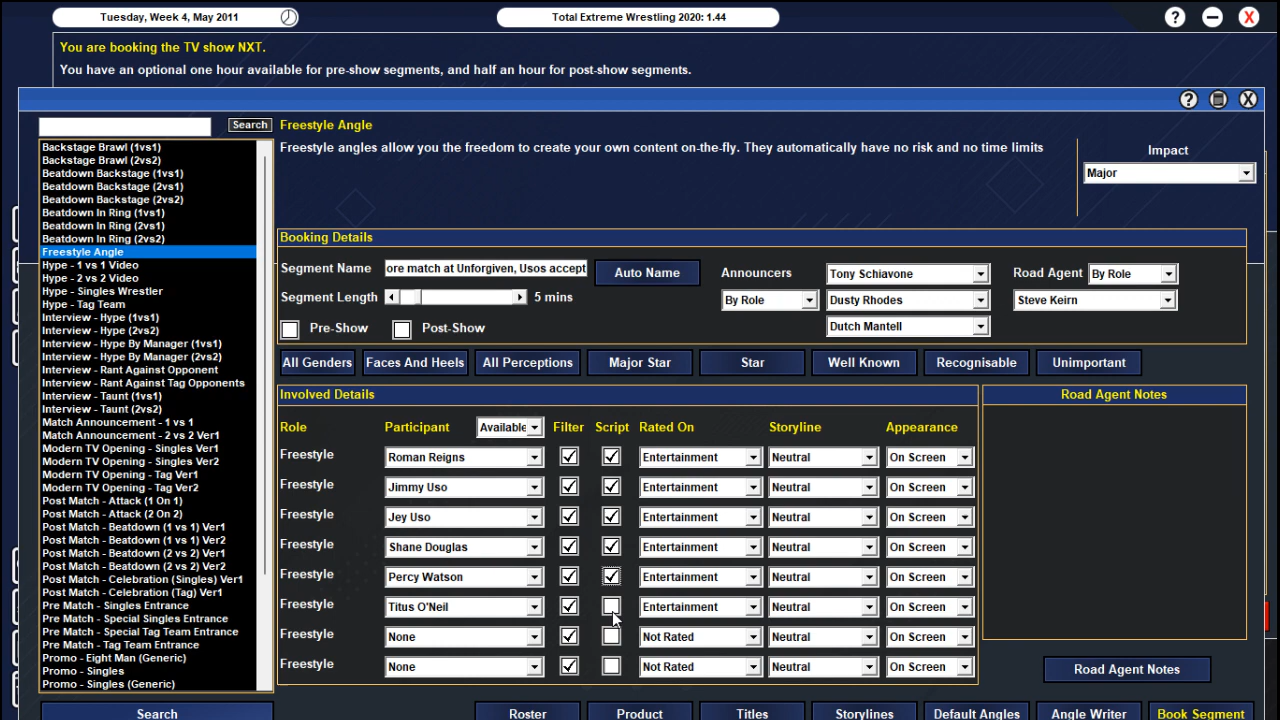 Tuesday, Week 4, May 2011
Total Extreme Wrestling 2020: 1.44
?
X
You are booking the TV show NXT.
You have an optional one hour available for pre-show segments, and half an hour for post-show segments.
?
X
Search
Freestyle Angle
Freestyle angles allow you the freedom to create your own content on-the-fly. They automatically have no risk and no time limits
Impact
Major
Backstage Brawl (1vs1)
Backstage Brawl (2vs2)
Beatdown Backstage (1vs1)
Beatdown Backstage (2vs1)
Beatdown Backstage (2vs2)
Beatdown In Ring (1vs1)
Beatdown In Ring (2vs1)
Beatdown In Ring (2vs2)
Freestyle Angle
Hype - 1 vs 1 Video
Hype - 2 vs 2 Video
Hype - Singles Wrestler
Hype - Tag Team
Interview - Hype (1vs1)
Interview - Hype (2vs2)
Interview - Hype By Manager (1vs1)
Interview - Hype By Manager (2vs2)
Interview - Rant Against Opponent
Interview - Rant Against Tag Opponents
Interview - Taunt (1vs1)
Interview - Taunt (2vs2)
Match Announcement - 1 vs 1
Match Announcement - 2 vs 2 Ver1
Modern TV Opening - Singles Ver1
Modern TV Opening - Singles Ver2
Modern TV Opening - Tag Ver1
Modern TV Opening - Tag Ver2
Post Match - Attack (1 On 1)
Post Match - Attack (2 On 2)
Post Match - Beatdown (1 vs 1) Ver1
Post Match - Beatdown (1 vs 1) Ver2
Post Match - Beatdown (2 vs 2) Ver1
Post Match - Beatdown (2 vs 2) Ver2
Post Match - Celebration (Singles) Ver1
Post Match - Celebration (Tag) Ver1
Pre Match - Singles Entrance
Pre Match - Special Singles Entrance
Pre Match - Special Tag Team Entrance
Pre Match - Tag Team Entrance
Promo - Eight Man (Generic)
Promo - Singles
Promo - Singles (Generic)
Search
Booking Details
Segment Name ore match at Unforgiven, Usos accept Auto Name Announcers Tony Schiavone Road Agent By Role
Segment Length 5 mins By Role Dusty Rhodes Steve Keirn
Pre-Show Post-Show Dutch Mantell
All Genders Faces And Heels All Perceptions Major Star Star Well Known Recognisable Unimportant
Involved Details Road Agent Notes
Role Participant Available Filter Script Rated On Storyline Appearance
Freestyle Roman Reigns Entertainment Neutral On Screen
Freestyle Jimmy Uso Entertainment Neutral On Screen
Freestyle Jey Uso Entertainment Neutral On Screen
Freestyle Shane Douglas Entertainment Neutral On Screen
Freestyle Percy Watson Entertainment Neutral On Screen
Freestyle Titus O'Neil Entertainment Neutral On Screen
Freestyle None Not Rated Neutral On Screen
Freestyle None Not Rated Neutral On Screen
Road Agent Notes
Roster Product Titles Storylines Default Angles Angle Writer Book Segment